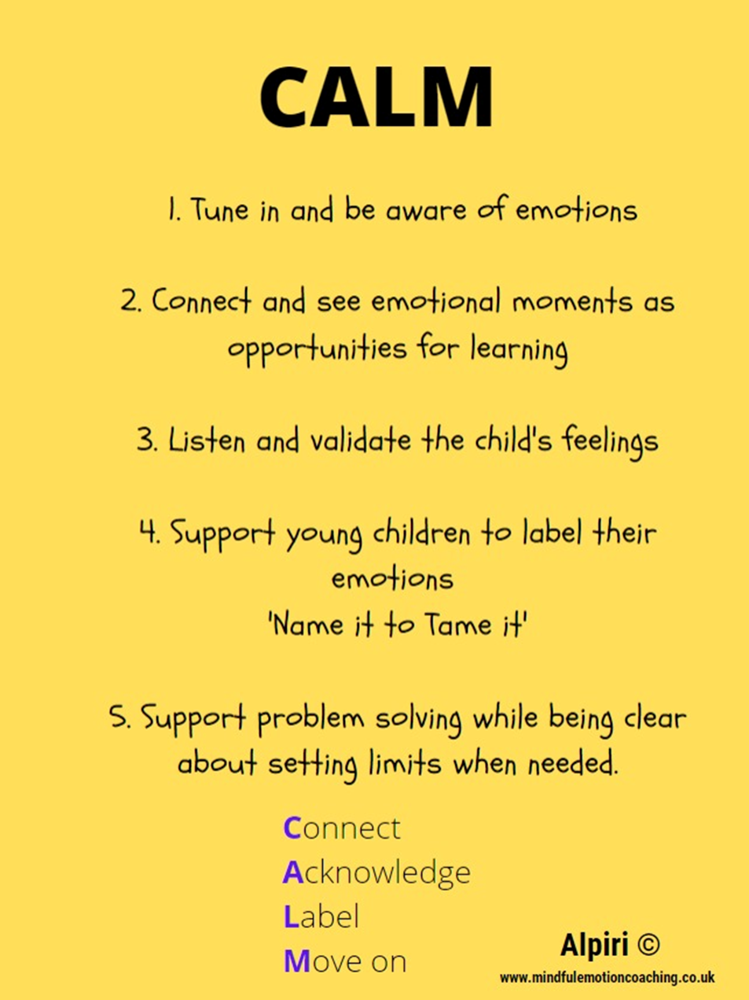 CALM
1. Tune in and be aware of emotions
2. Connect and see emotional moments as
opportunities for learning
3. Listen and validate the child's feelings
4. Support young children to label their
emotions
'Name it to Tame it'
5. Support problem solving while being clear
about setting limits when needed.
Connect
Acknowledge
Label
Move on
Alpiri ©
www.mindfulemotioncoaching.co.uk